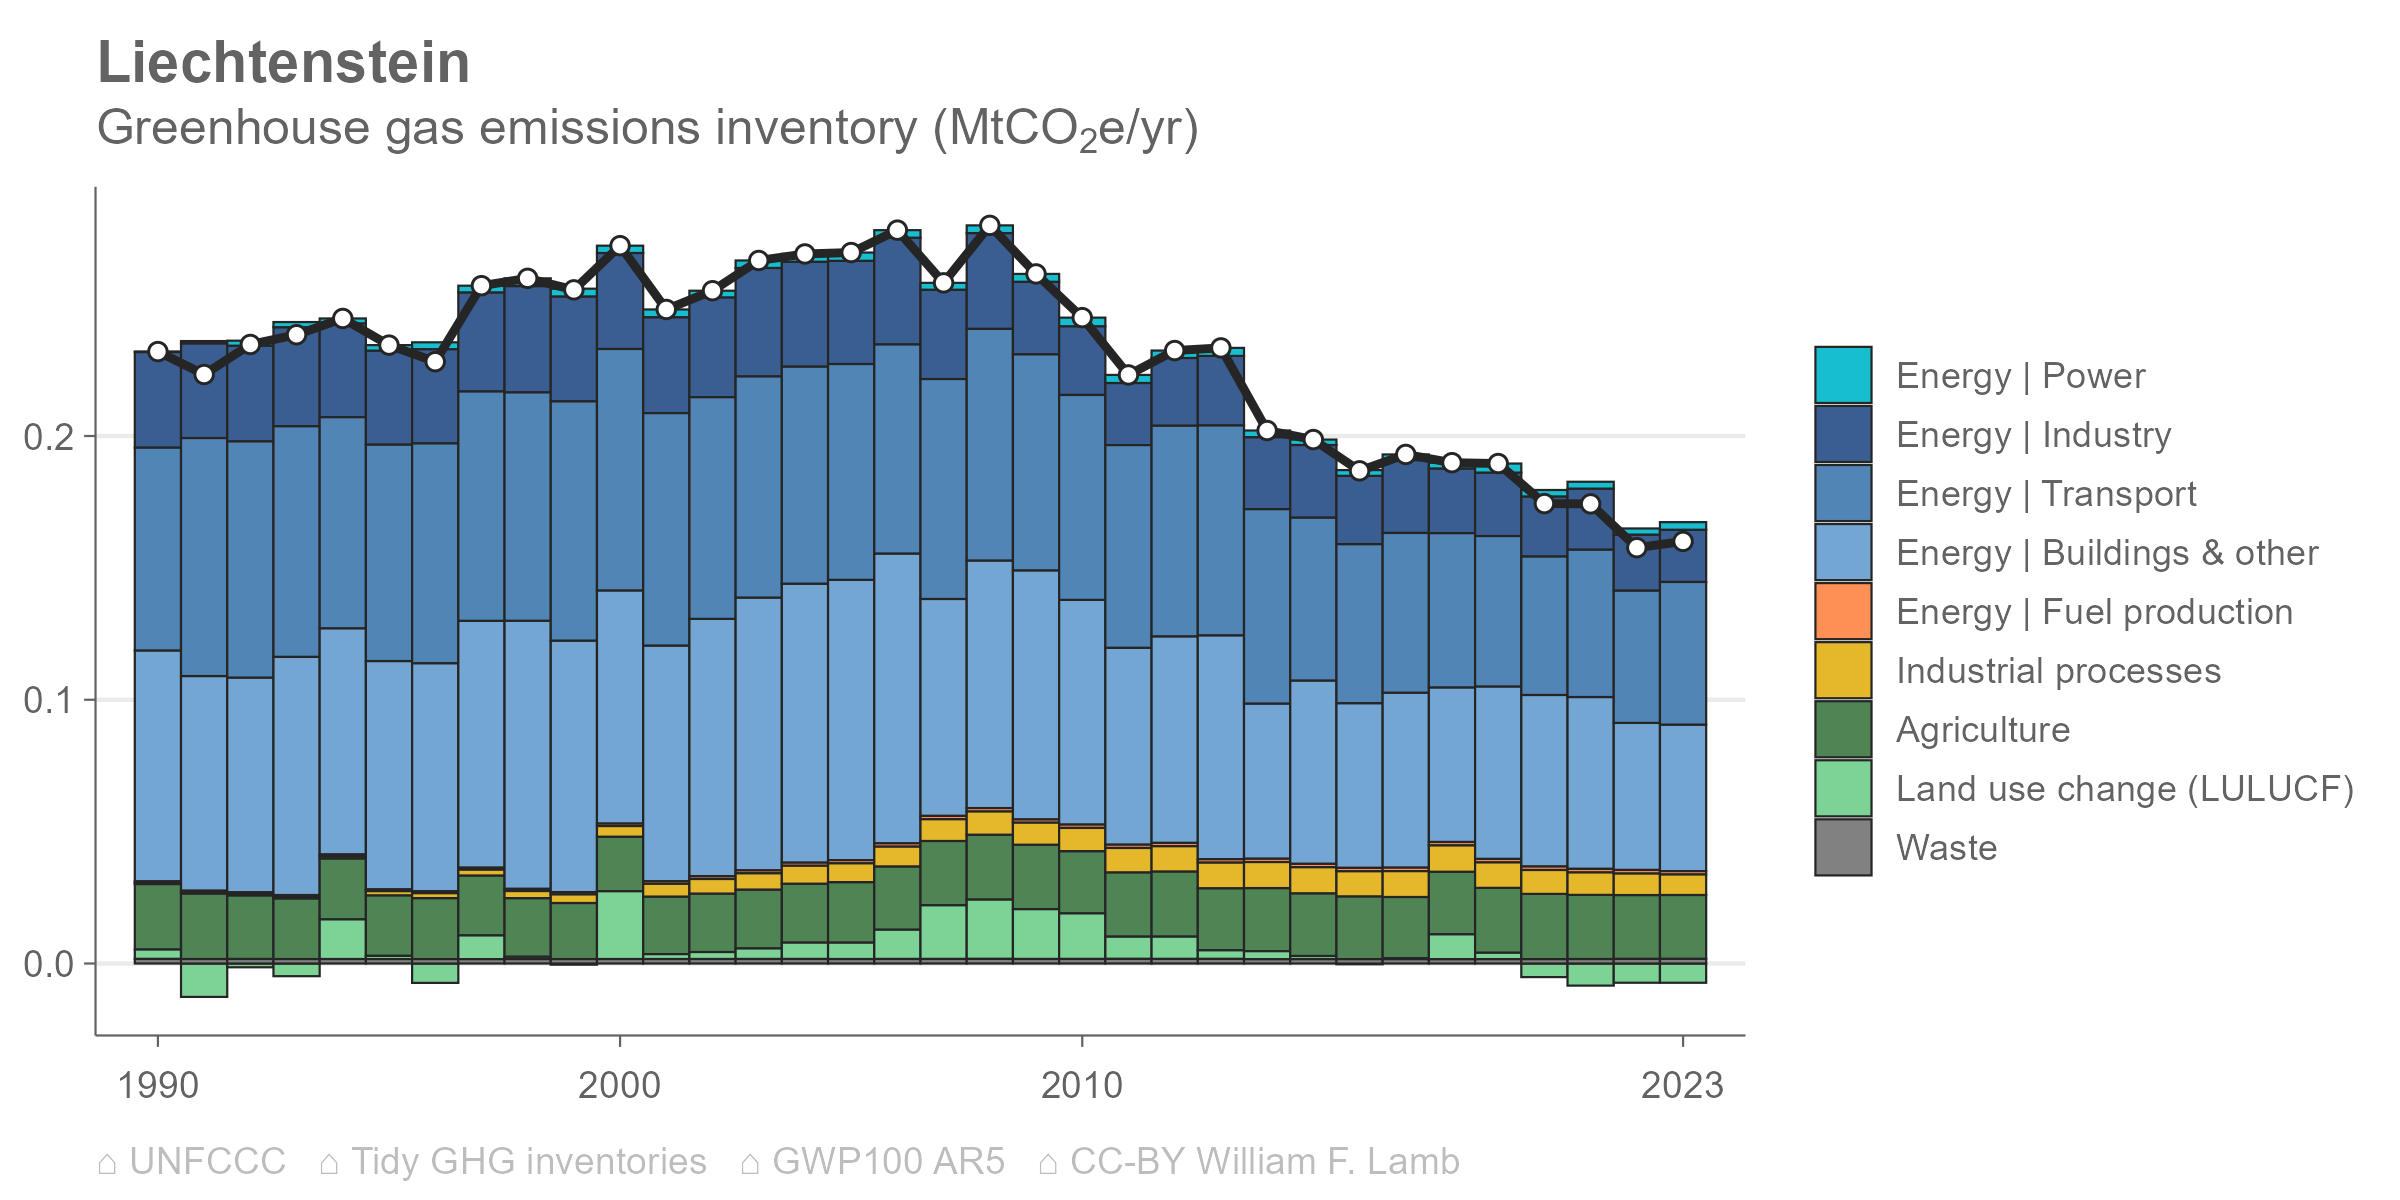 Liechtenstein
Greenhouse gas emissions inventory (MtCO₂e/yr)
0.2
0.1
0.0
1990 2000 2010 2023
Energy | Power
Energy | Industry
Energy | Transport
Energy | Buildings & other
Energy | Fuel production
Industrial processes
Agriculture
Land use change (LULUCF)
Waste
⌂ UNFCCC ⌂ Tidy GHG inventories ⌂ GWP100 AR5 ⌂ CC-BY William F. Lamb